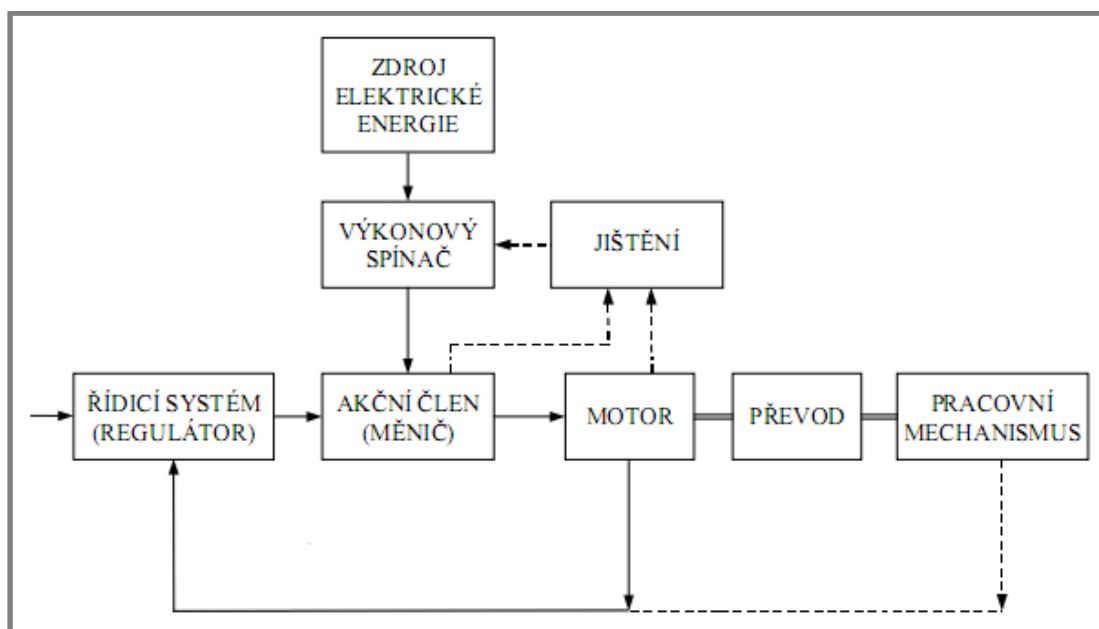 ZDROJ
ELEKTRICKÉ
ENERGIE
VÝKONOVÝ
SPÍNAČ
JIŠTĚNÍ
ŘÍDICÍ SYSTÉM
(REGULÁTOR)
AKČNÍ ČLEN
(MĚNIČ)
MOTOR
PŘEVOD
PRACOVNÍ
MECHANISMUS